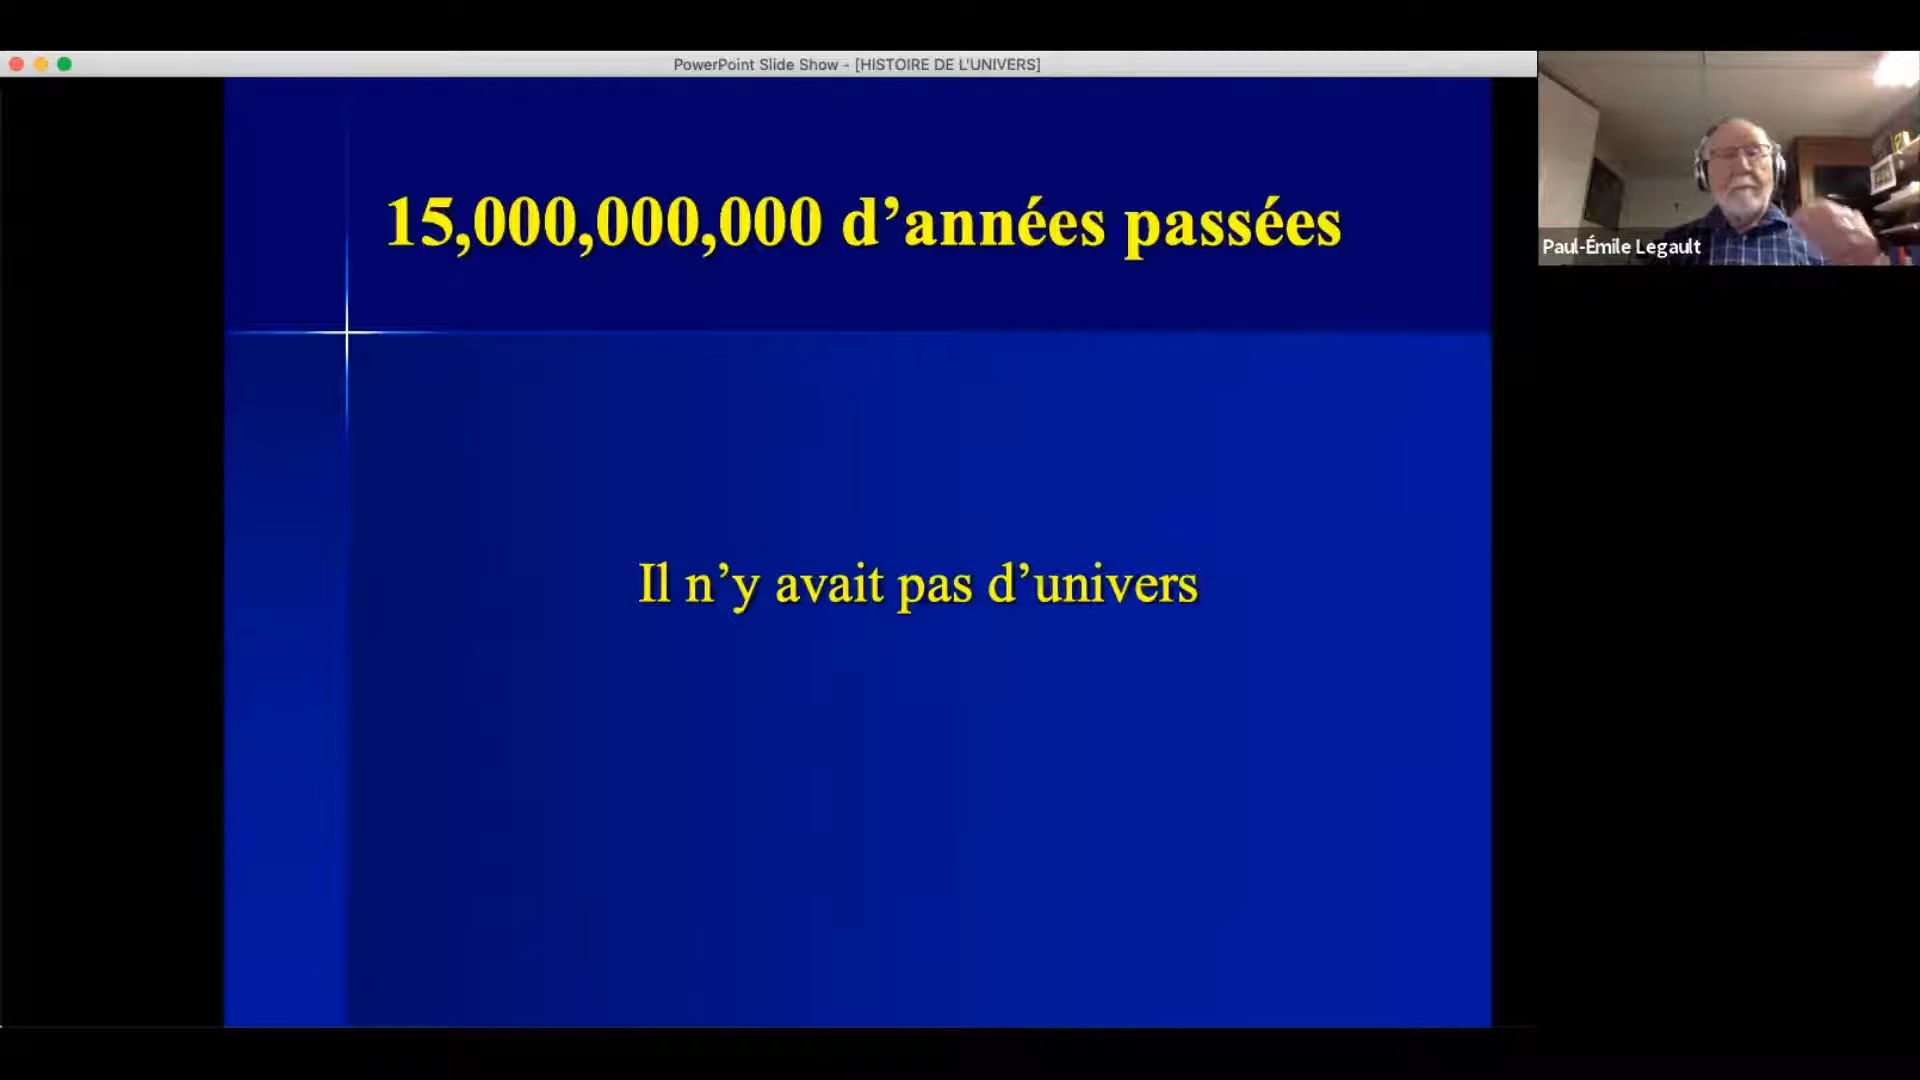 PowerPoint Slide Show - [HISTOIRE DE L'UNIVERS]
15,000,000,000 d’années passées
Il n’y avait pas d’univers
Paul-Émile Legault